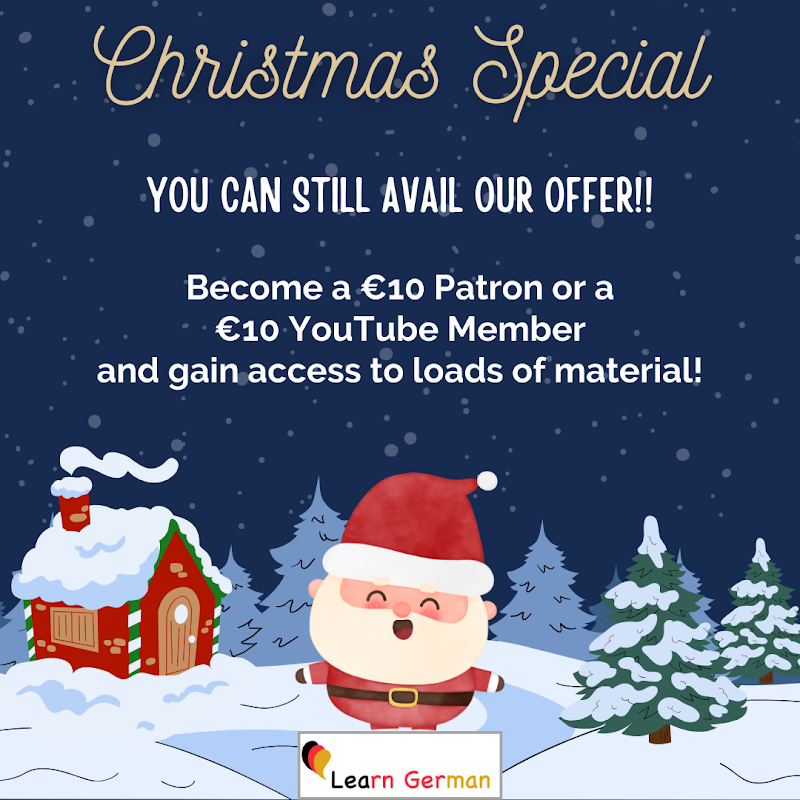 Christmas Special
YOU CAN STILL AVAIL OUR OFFER!!
Become a €10 Patron or a
€10 YouTube Member
and gain access to loads of material!
Learn German